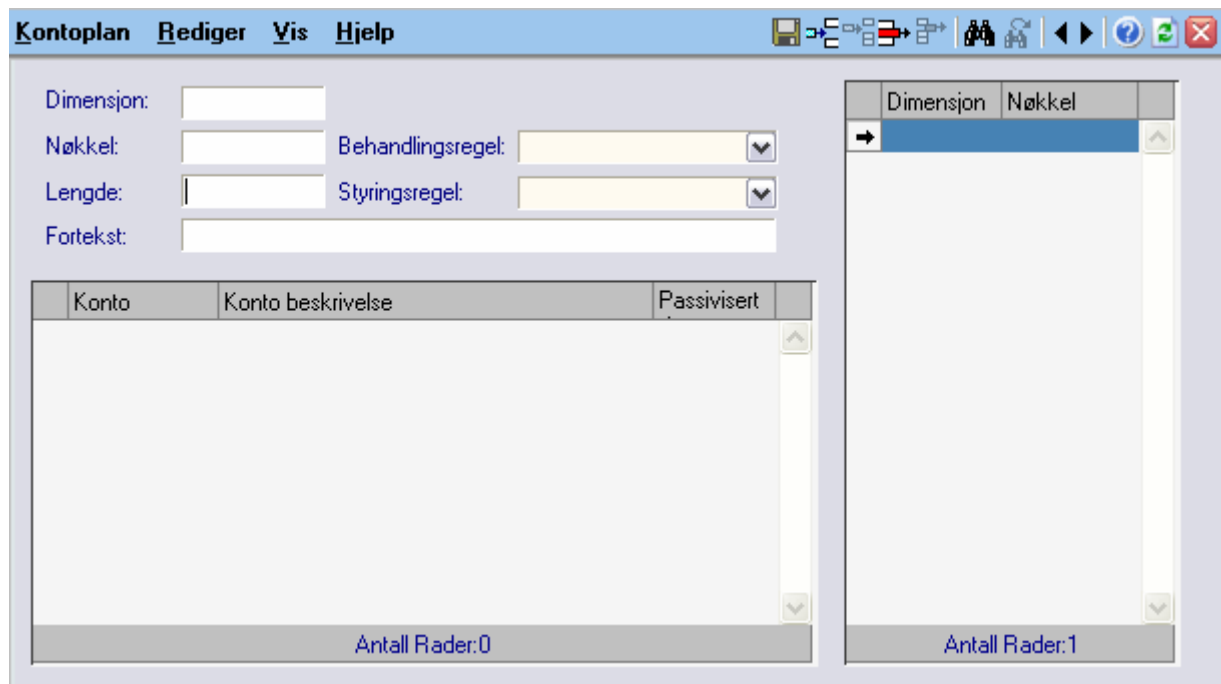 Kontoplan Rediger Vis Hjelp
Dimensjon:
Nøkkel: Behandlingsregel:
Lengde: Styringsregel:
Fortekst:
Konto Konto beskrivelse Passivisert
Antall Rader:0
Dimensjon Nøkkel
Antall Rader:1